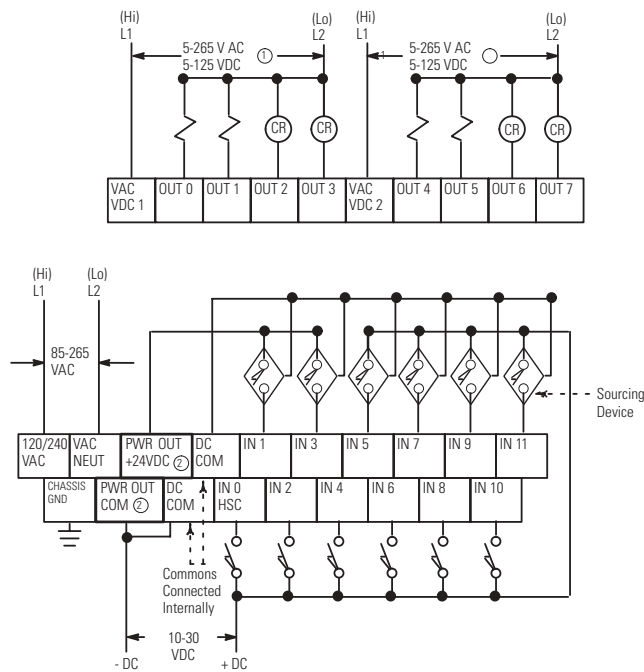 (Hi)
L1
(Lo)
L2
(Hi)
L1
(Lo)
L2
5-265 V AC
5-125 VDC
1
1
5-265 V AC
5-125 VDC
CR
CR
CR
CR
VAC
VDC 1
OUT 0
OUT 1
OUT 2
OUT 3
VAC
VDC 2
OUT 4
OUT 5
OUT 6
OUT 7
(Hi)
L1
(Lo)
L2
85-265
VAC
Sourcing
Device
120/240
VAC
VAC
NEUT
PWR OUT
+24VDC 2
DC
COM
IN 1
IN 3
IN 5
IN 7
IN 9
IN 11
CHASSIS
GND
PWR OUT
COM 2
DC
COM
IN 0
HSC
IN 2
IN 4
IN 6
IN 8
IN 10
Commons
Connected
Internally
10-30
VDC
- DC
+ DC